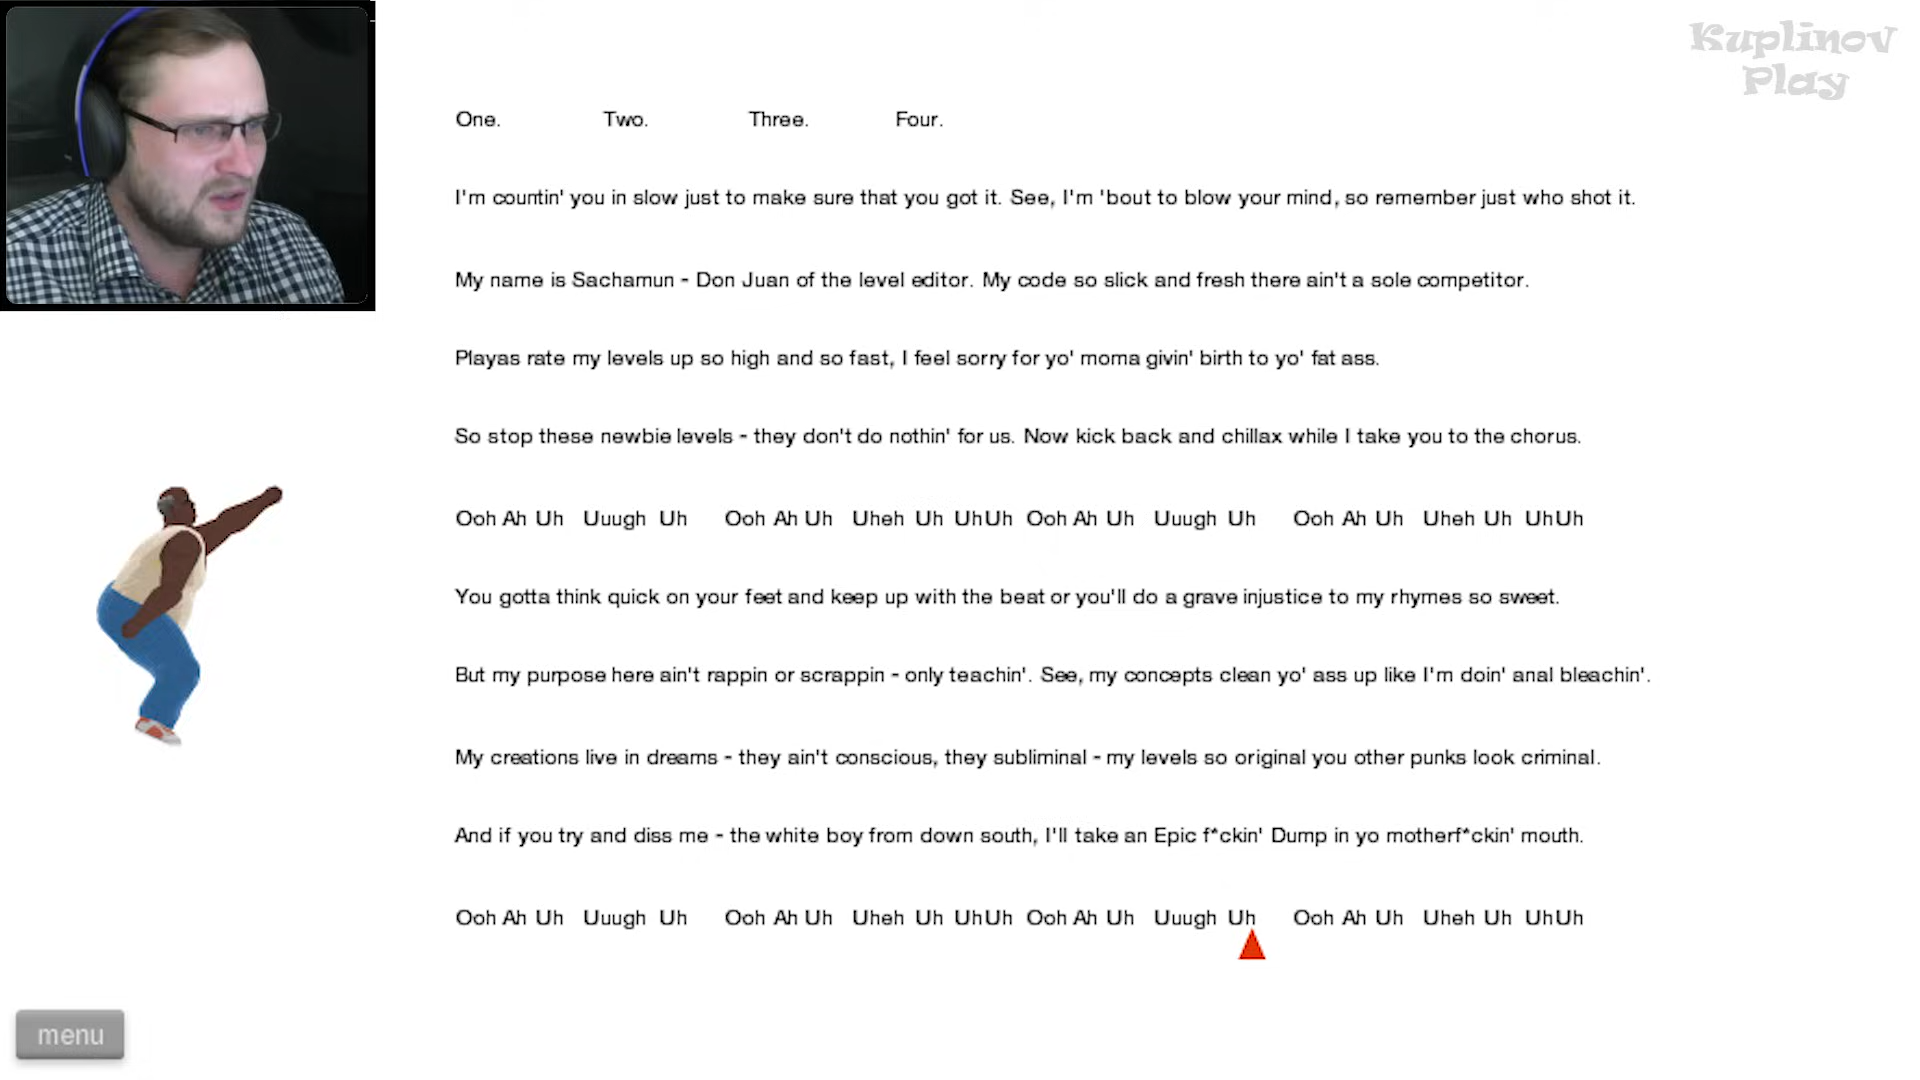 Kuplinov
Play
One. Two. Three. Four.
I'm countin' you in slow just to make sure that you got it. See, I'm 'bout to blow your mind, so remember just who shot it.
My name is Sachamun - Don Juan of the level editor. My code so slick and fresh there ain't a sole competitor.
Playas rate my levels up so high and so fast, I feel sorry for yo' moma givin' birth to yo' fat ass.
So stop these newbie levels - they don't do nothin' for us. Now kick back and chillax while I take you to the chorus.
Ooh Ah Uh Uuugh Uh Ooh Ah Uh Uheh Uh UhUh Ooh Ah Uh Uuugh Uh Ooh Ah Uh Uheh Uh UhUh
You gotta think quick on your feet and keep up with the beat or you'll do a grave injustice to my rhymes so sweet.
But my purpose here ain't rappin or scrappin - only teachin'. See, my concepts clean yo' ass up like I'm doin' anal bleachin'.
My creations live in dreams - they ain't conscious, they subliminal - my levels so original you other punks look criminal.
And if you try and diss me - the white boy from down south, I'll take an Epic f*ckin' Dump in yo motherf*ckin' mouth.
Ooh Ah Uh Uuugh Uh Ooh Ah Uh Uheh Uh UhUh Ooh Ah Uh Uuugh Uh Ooh Ah Uh Uheh Uh UhUh
menu